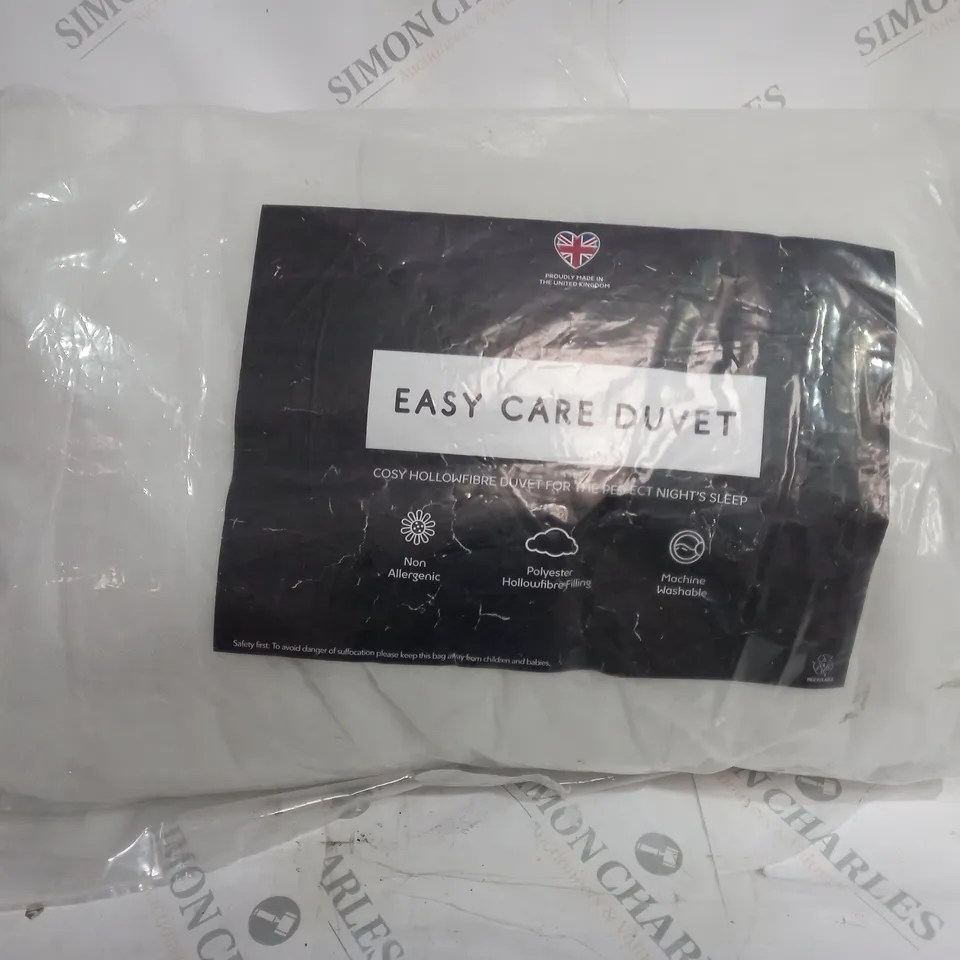 SIMON CHARLES
PROUDLY MADE IN
THE UNITED KINGDOM
EASY CARE DUVET
COSY HOLLOWFIBRE DUVET FOR THE PERFECT NIGHT'S SLEEP
Non
Allergenic
Polyester
Hollowfibre Filling
Machine
Washable
Safety first: To avoid danger of suffocation please keep this bag away from children and babies.
SIMON CHARLES
SIMON CHARLES